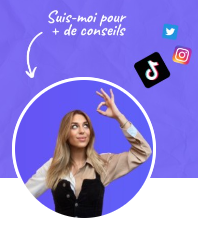 Suis-moi pour
+ de conseils